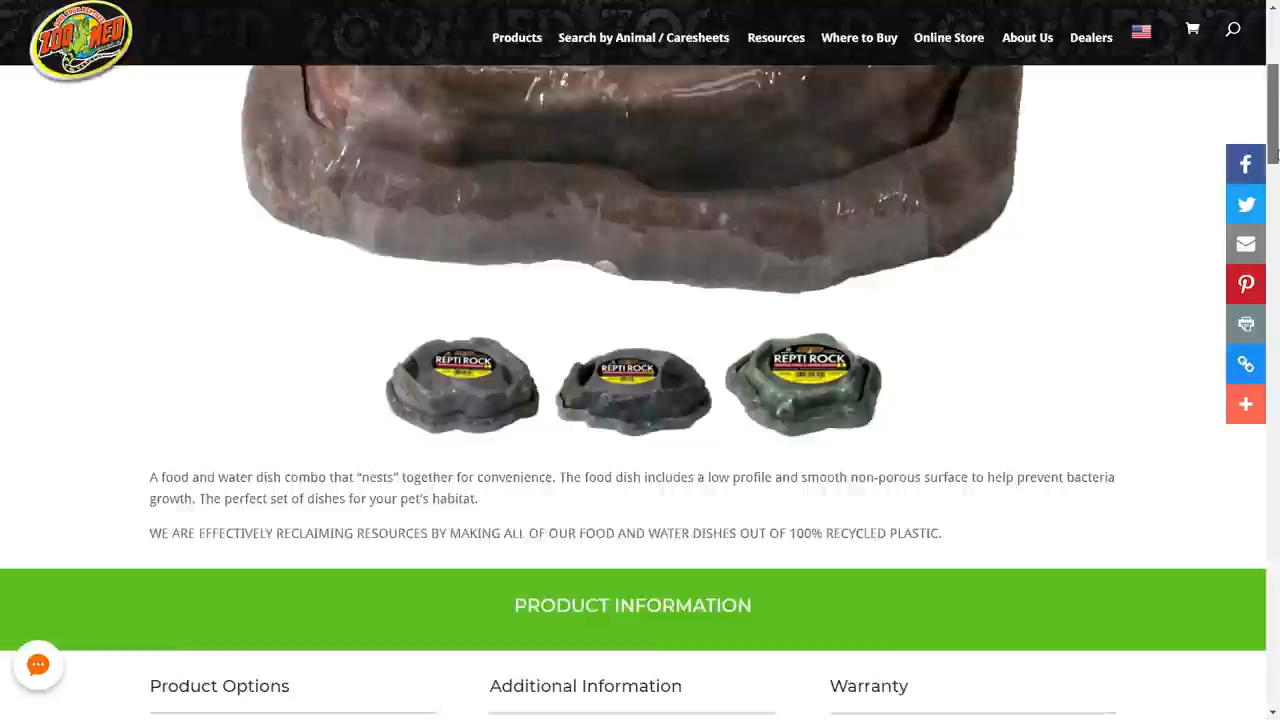 ZOO MED
Products Search by Animal / Caresheets Resources Where to Buy Online Store About Us Dealers
REPTI ROCK REPTI ROCK REPTI ROCK
A food and water dish combo that “nests” together for convenience. The food dish includes a low profile and smooth non-porous surface to help prevent bacteria
growth. The perfect set of dishes for your pet's habitat.
WE ARE EFFECTIVELY RECLAIMING RESOURCES BY MAKING ALL OF OUR FOOD AND WATER DISHES OUT OF 100% RECYCLED PLASTIC.
PRODUCT INFORMATION
Product Options Additional Information Warranty